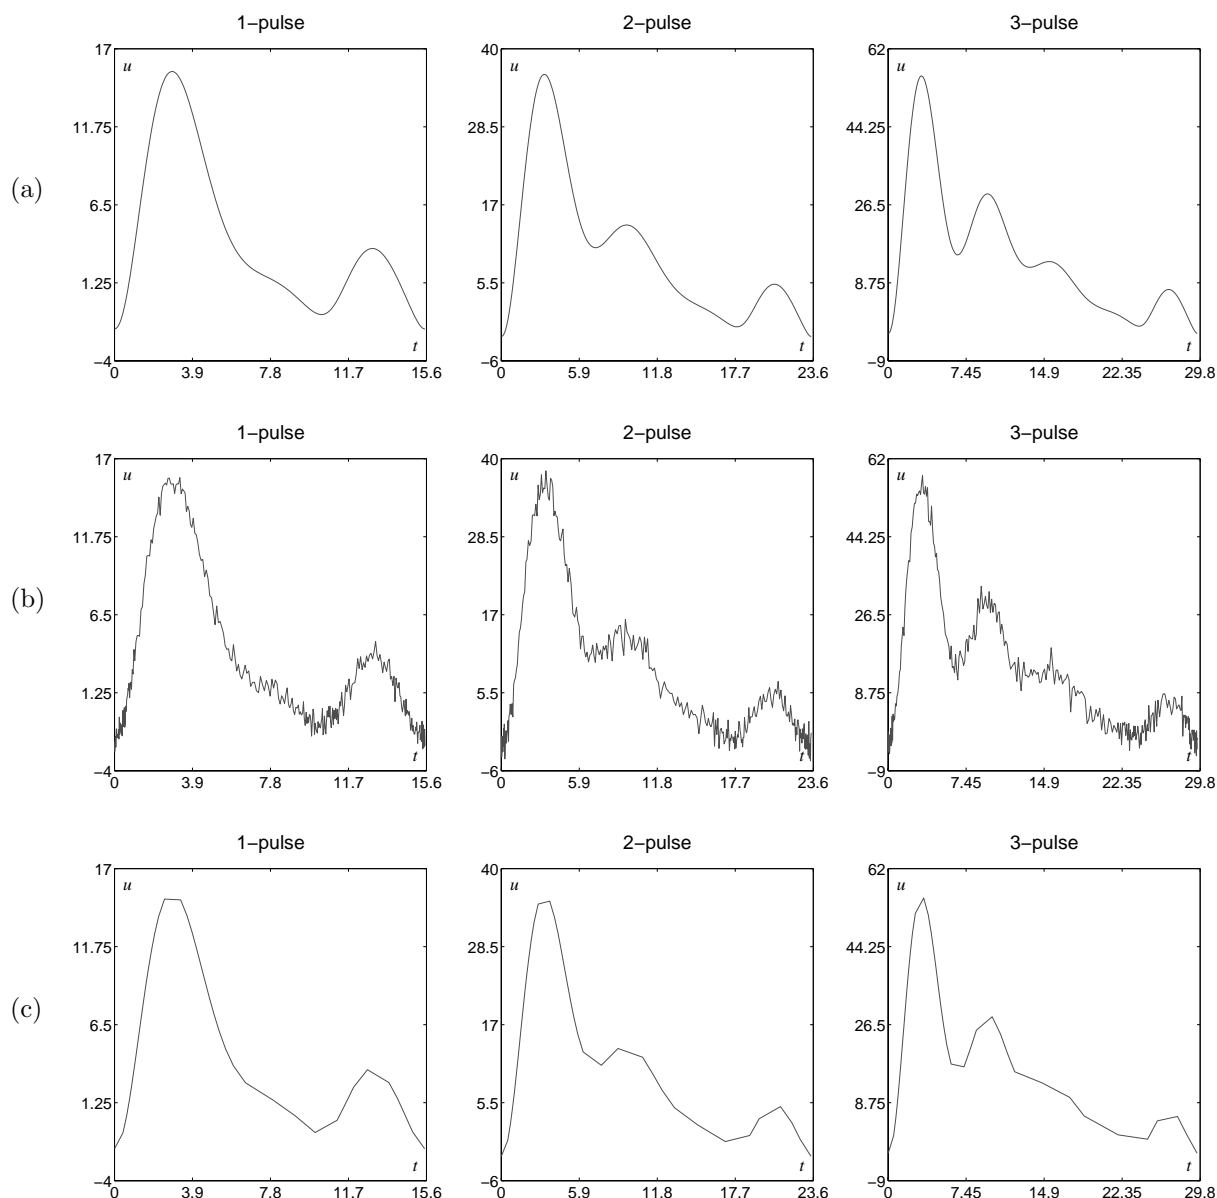 1−pulse 2−pulse 3−pulse
17 40 62
u u u
11.75 28.5 44.25
(a) 6.5 17 26.5
1.25 5.5 8.75
t t t
−4 −6 −9
0 3.9 7.8 11.7 15.6 0 5.9 11.8 17.7 23.6 0 7.45 14.9 22.35 29.8
1−pulse 2−pulse 3−pulse
17 40 62
u u u
11.75 28.5 44.25
(b) 6.5 17 26.5
1.25 5.5 8.75
t t t
−4 −6 −9
0 3.9 7.8 11.7 15.6 0 5.9 11.8 17.7 23.6 0 7.45 14.9 22.35 29.8
1−pulse 2−pulse 3−pulse
17 40 62
u u u
11.75 28.5 44.25
(c) 6.5 17 26.5
1.25 5.5 8.75
t t t
−4 −6 −9
0 3.9 7.8 11.7 15.6 0 5.9 11.8 17.7 23.6 0 7.45 14.9 22.35 29.8